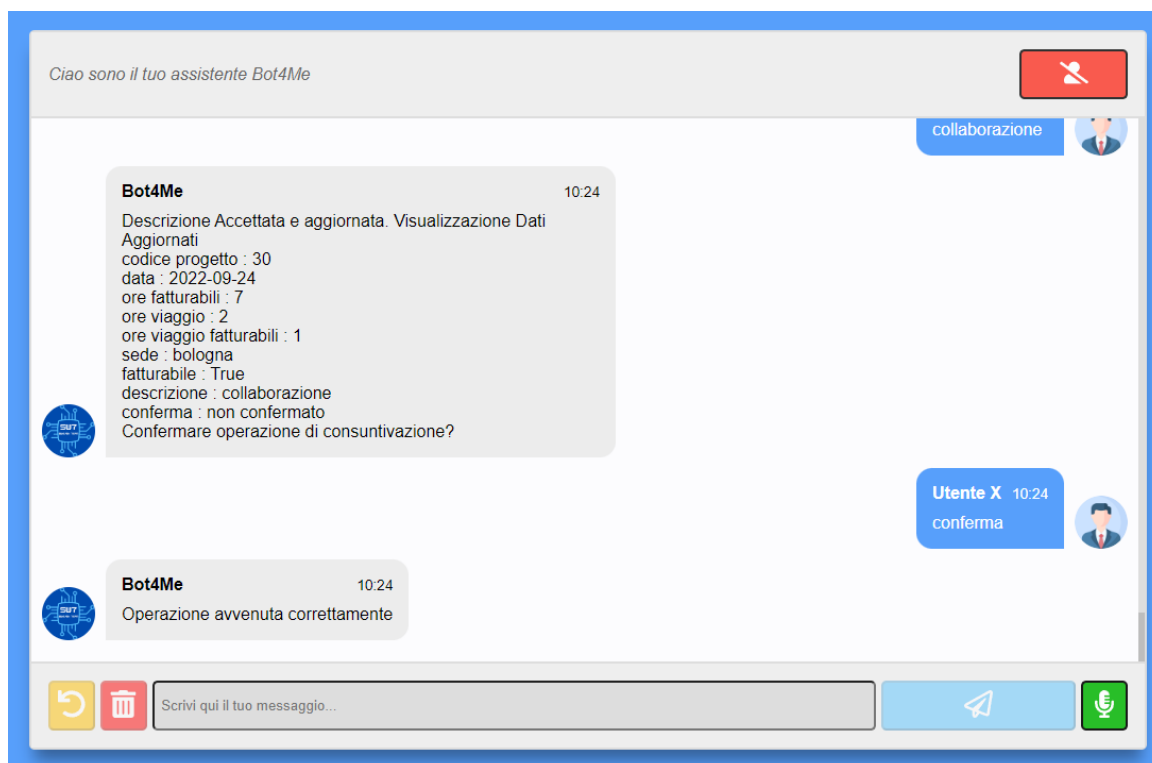 Ciao sono il tuo assistente Bot4Me
collaborazione
Bot4Me 10:24
Descrizione Accettata e aggiornata. Visualizzazione Dati
Aggiornati
codice progetto : 30
data : 2022-09-24
ore fatturabili : 7
ore viaggio : 2
ore viaggio fatturabili : 1
sede : bologna
fatturabile : True
descrizione : collaborazione
conferma : non confermato
Confermare operazione di consuntivazione?
SWT
Utente X 10:24
conferma
Bot4Me 10:24
Operazione avvenuta correttamente
SWT
Scrivi qui il tuo messaggio...